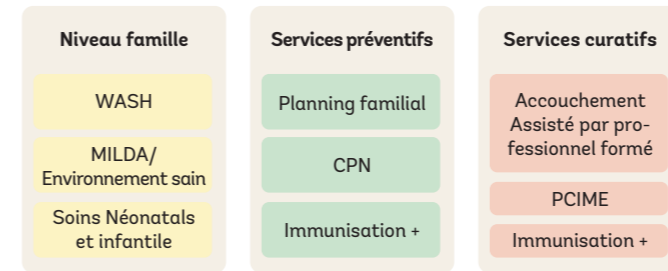 Niveau famille
WASH
MILDA/
Environnement sain
Soins Néonatals
et infantile
Services préventifs
Planning familial
CPN
Immunisation +
Services curatifs
Accouchement
Assisté par pro-
fessionnel formé
PCIME
Immunisation +